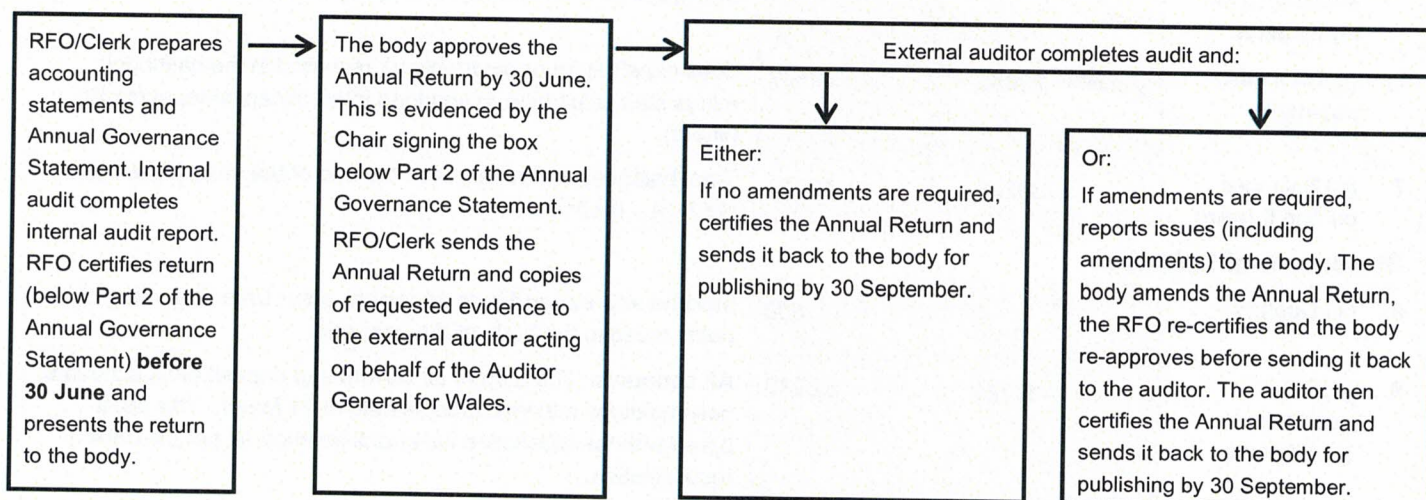 RFO/Clerk prepares
accounting
statements and
Annual Governance
Statement. Internal
audit completes
internal audit report.
RFO certifies return
(below Part 2 of the
Annual Governance
Statement) before
30 June and
presents the return
to the body.
The body approves the
Annual Return by 30 June.
This is evidenced by the
Chair signing the box
below Part 2 of the Annual
Governance Statement.
RFO/Clerk sends the
Annual Return and copies
of requested evidence to
the external auditor acting
on behalf of the Auditor
General for Wales.
External auditor completes audit and:
Either:
If no amendments are required,
certifies the Annual Return and
sends it back to the body for
publishing by 30 September.
Or:
If amendments are required,
reports issues (including
amendments) to the body. The
body amends the Annual Return,
the RFO re-certifies and the body
re-approves before sending it back
to the auditor. The auditor then
certifies the Annual Return and
sends it back to the body for
publishing by 30 September.